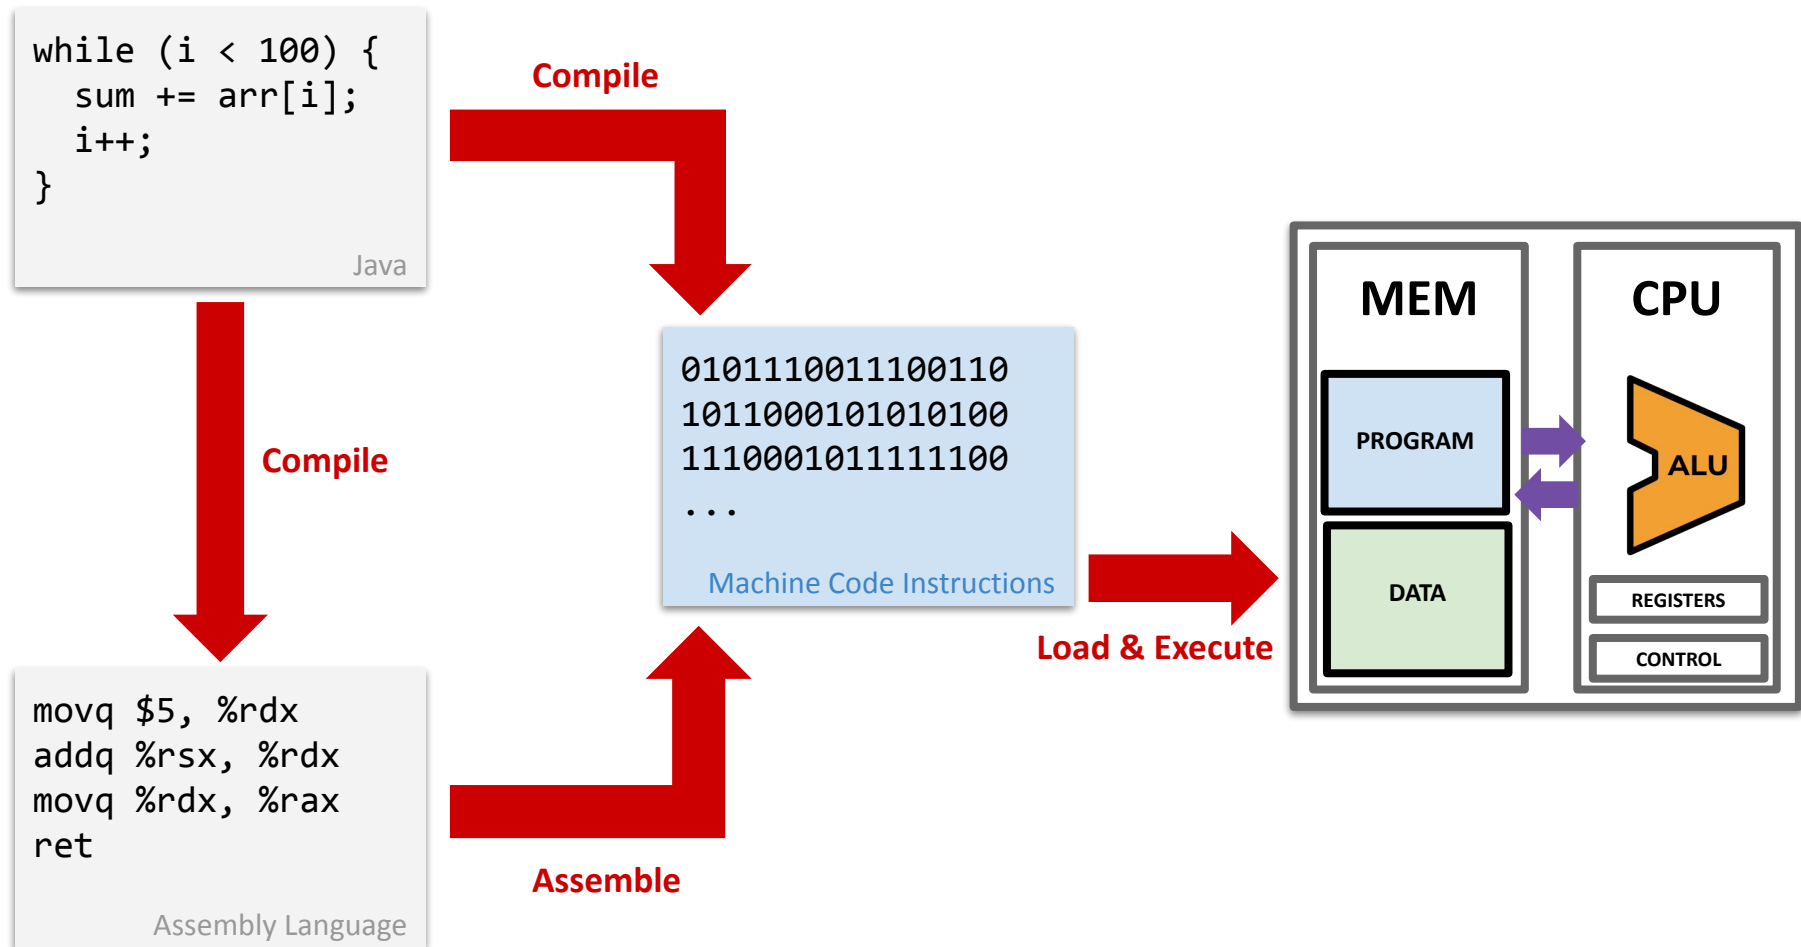 while (i < 100) {
  sum += arr[i];
  i++;
}
Java
Compile
Compile
0101110011100110
1011000101010100
1110001011111100
...
Machine Code Instructions
movq $5, %rdx
addq %rsx, %rdx
movq %rdx, %rax
ret
Assembly Language
Assemble
Load & Execute
MEM
PROGRAM
DATA
CPU
ALU
REGISTERS
CONTROL